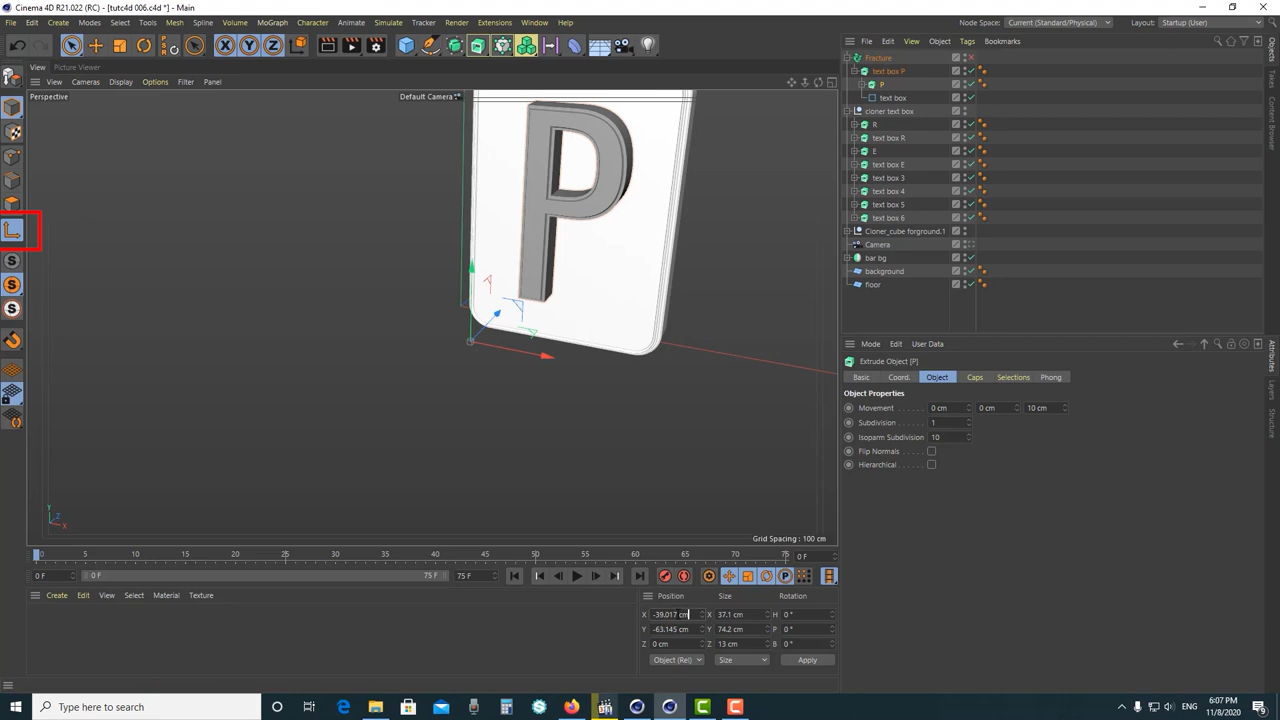 Cinema 4D R21.022 (RC) - [tutc4d 006.c4d *] - Main
File Edit Create Modes Select Tools Mesh Spline Volume MoGraph Character Animate Simulate Tracker Render Extensions Window Help
Node Space: Current (Standard/Physical) Layout: Startup (User)
View Picture Viewer
View Cameras Display Options Filter Panel
Perspective
Default Camera
P
Y
Z
X
Grid Spacing : 100 cm
0 5 10 15 20 25 30 35 40 45 50 55 60 65 70 75 0 F
0 F 0 F 75 F 75 F
Create Edit View Select Material Texture
Position Size Rotation
X -39.017 cm X 37.1 cm H 0 °
Y -63.145 cm Y 74.2 cm P 0 °
Z 0 cm Z 13 cm B 0 °
Object (Rel) Size Apply
File Edit View Object Tags Bookmarks
Fracture
text box P
P
text box
cloner text box
R
text box R
E
text box E
text box 3
text box 4
text box 5
text box 6
Cloner_cube forground.1
Camera
bar bg
background
floor
Mode Edit User Data
Extrude Object [P]
Basic Coord. Object Caps Selections Phong
Object Properties
Movement . . . . . . 0 cm 0 cm 10 cm
Subdivision . . . . . 1
Isoparm Subdivision 10
Flip Normals . . . .
Hierarchical . . . . .
Objects
Takes
Content Browser
Attributes
Layers
Structure
Type here to search
ENG
6:07 PM
11/8/2020